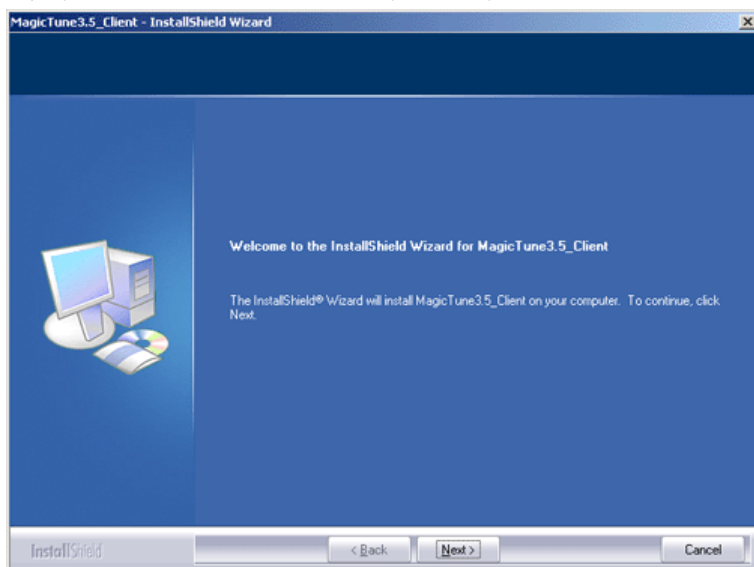 MagicTune3.5_Client - InstallShield Wizard
Welcome to the InstallShield Wizard for MagicTune3.5_Client
The InstallShield® Wizard will install MagicTune3.5_Client on your computer. To continue, click
Next.
InstallShield
< Back
Next >
Cancel